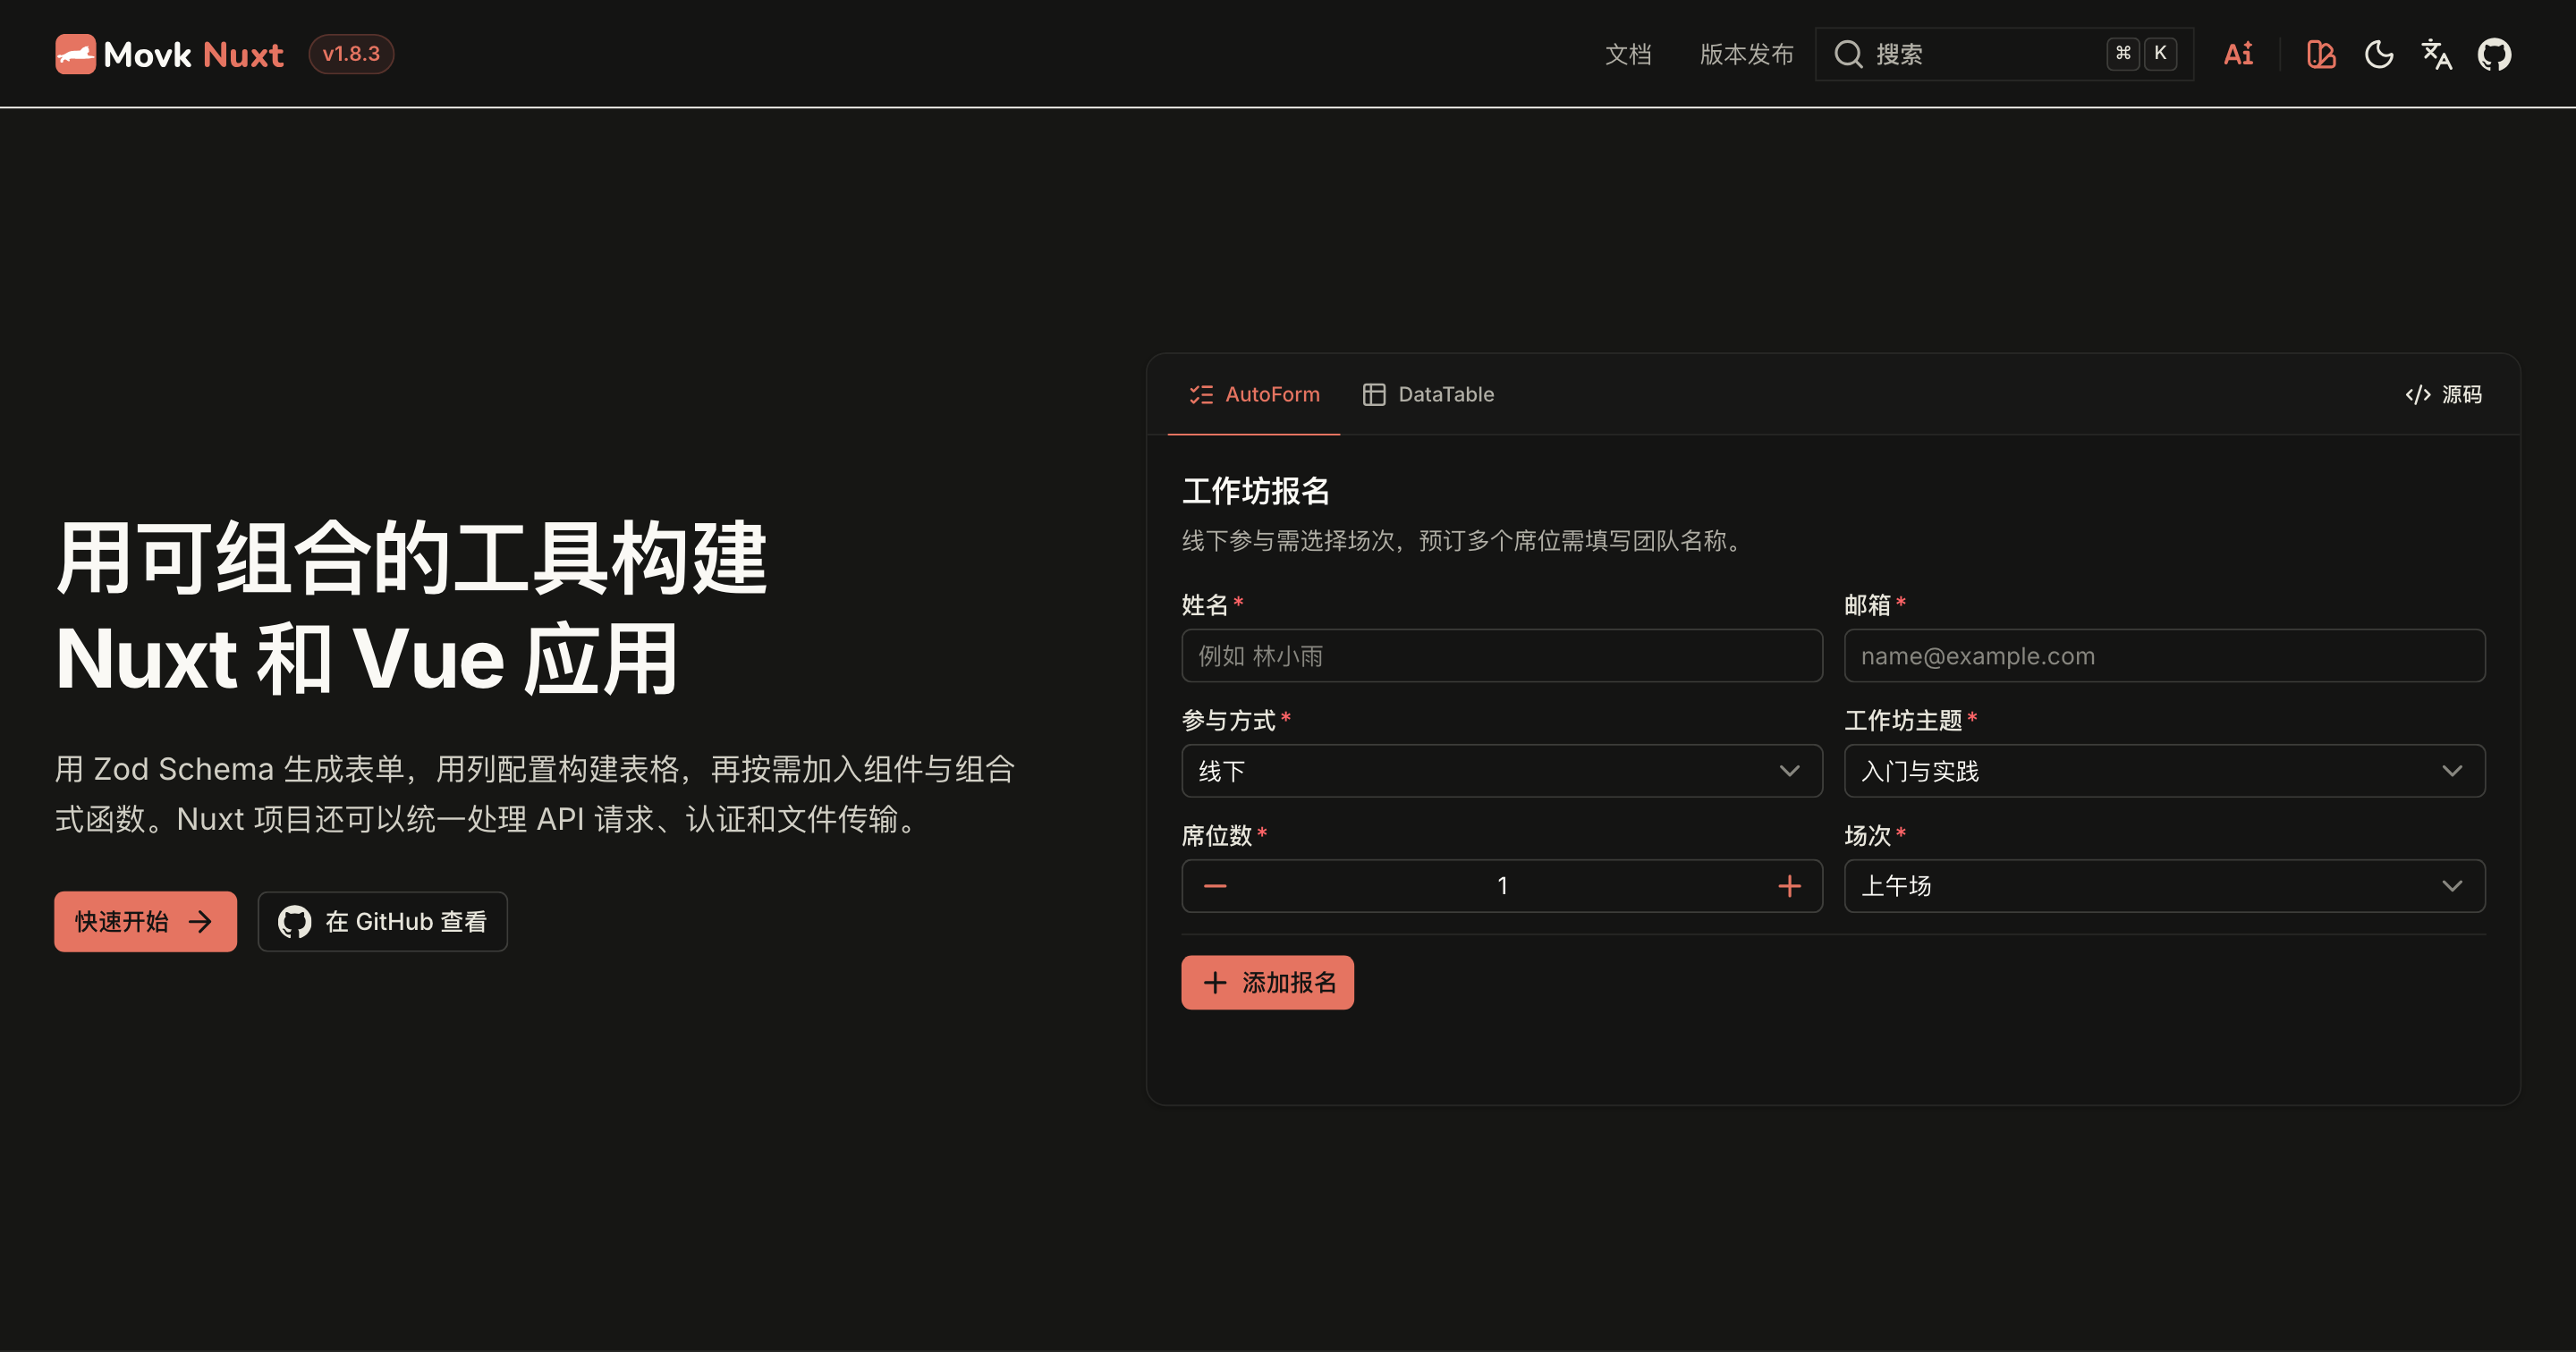 Movk Nuxt v1.8.3
文档 版本发布 搜索 ⌘ K Ai
用可组合的工具构建
Nuxt 和 Vue 应用
用 Zod Schema 生成表单，用列配置构建表格，再按需加入组件与组合
式函数。Nuxt 项目还可以统一处理 API 请求、认证和文件传输。
快速开始 在 GitHub 查看
AutoForm DataTable 源码
工作坊报名
线下参与需选择场次，预订多个席位需填写团队名称。
姓名* 邮箱*
例如 林小雨 name@example.com
参与方式* 工作坊主题*
线下 入门与实践
席位数* 场次*
1 上午场
添加报名